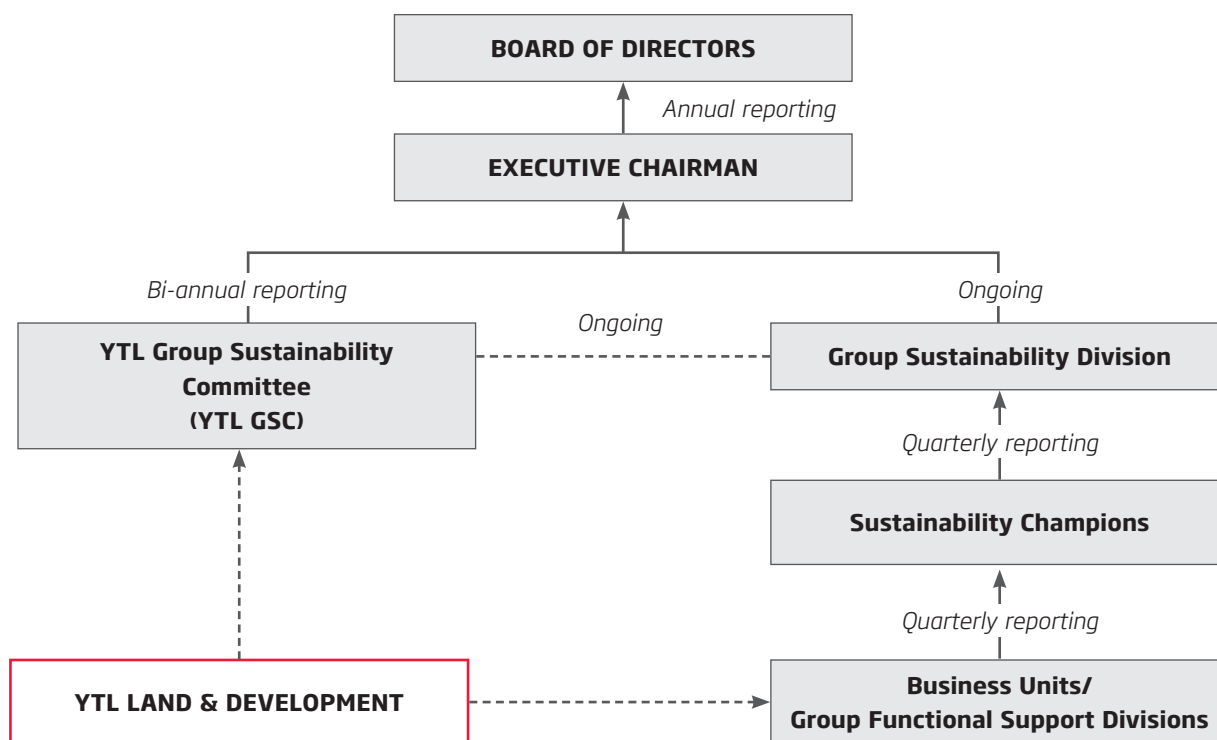 BOARD OF DIRECTORS
Annual reporting
EXECUTIVE CHAIRMAN
Bi-annual reporting
Ongoing
Ongoing
YTL Group Sustainability
Committee
(YTL GSC)
Group Sustainability Division
Quarterly reporting
Sustainability Champions
Quarterly reporting
YTL LAND & DEVELOPMENT
Business Units/
Group Functional Support Divisions